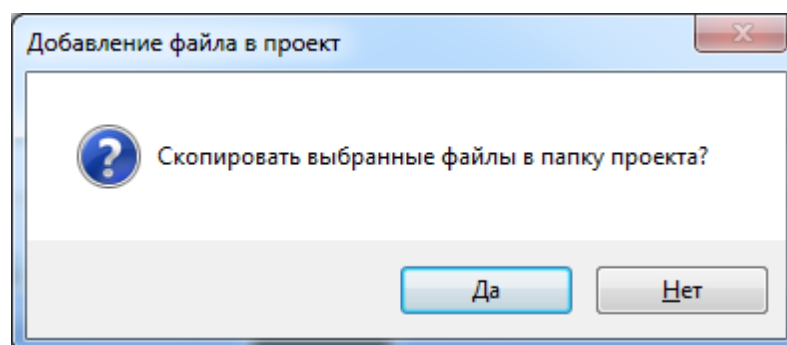 Добавление файла в проект
Скопировать выбранные файлы в папку проекта?
Да
Нет